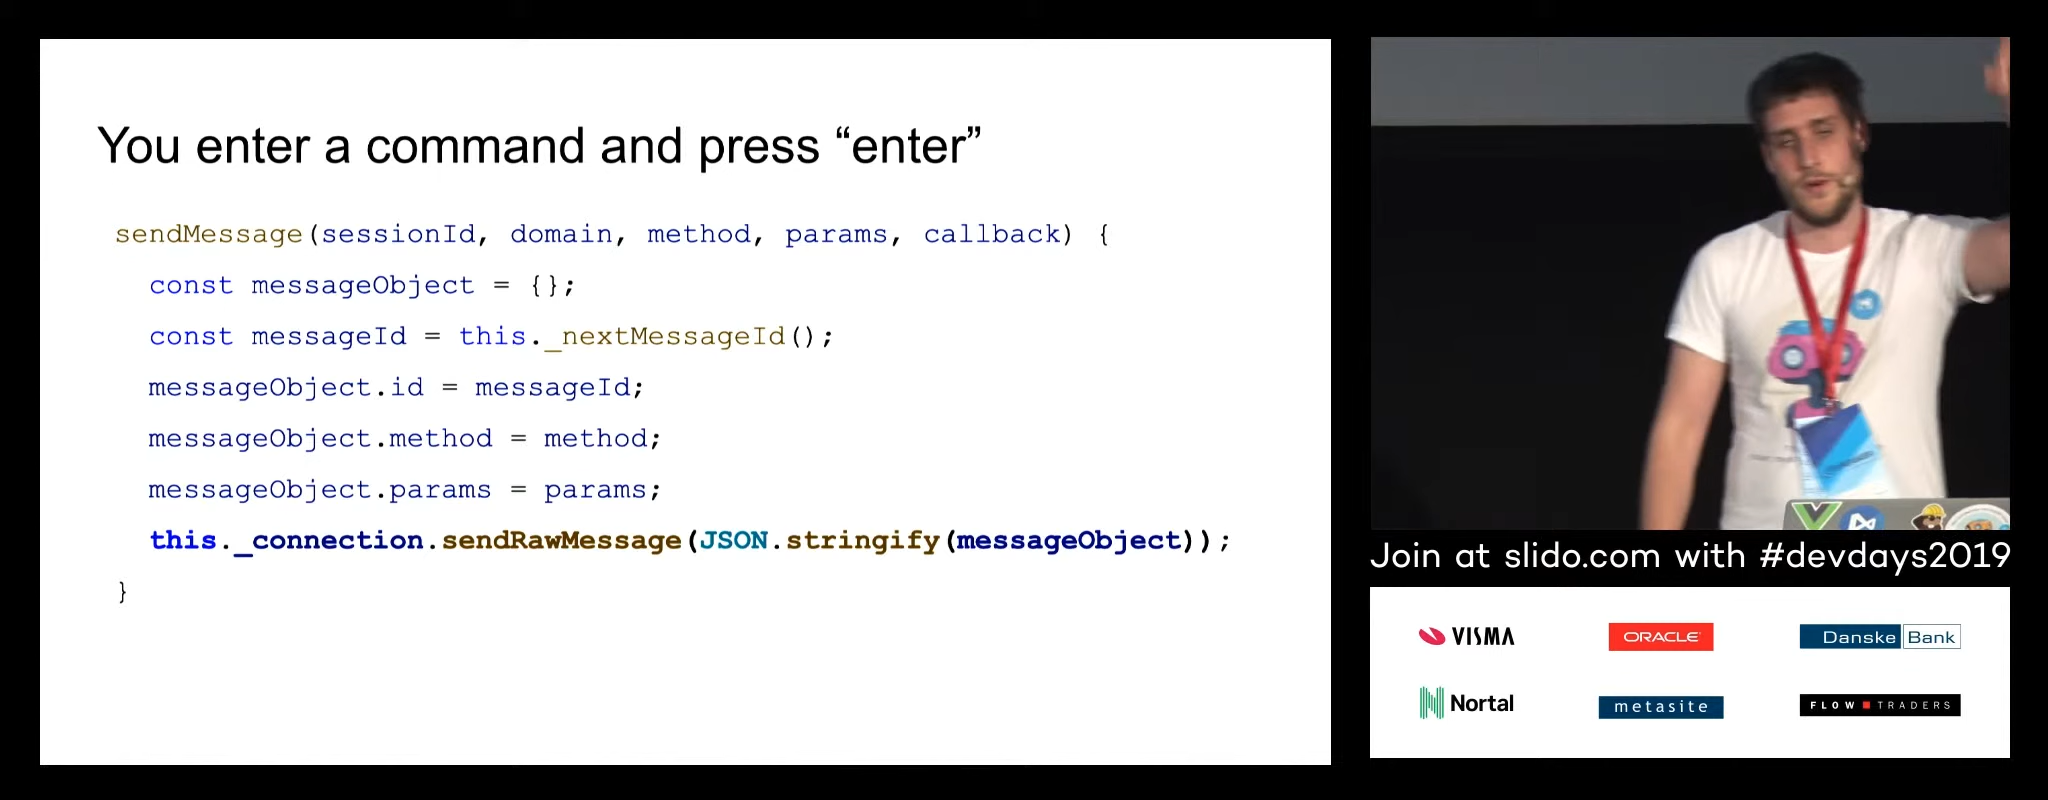 You enter a command and press “enter”
sendMessage(sessionId, domain, method, params, callback) {
const messageObject = {};
const messageId = this._nextMessageId();
messageObject.id = messageId;
messageObject.method = method;
messageObject.params = params;
this._connection.sendRawMessage(JSON.stringify(messageObject));
}
Join at slido.com with #devdays2019
VISMA
ORACLE
Danske Bank
Nortal
metasite
FLOW TRADERS